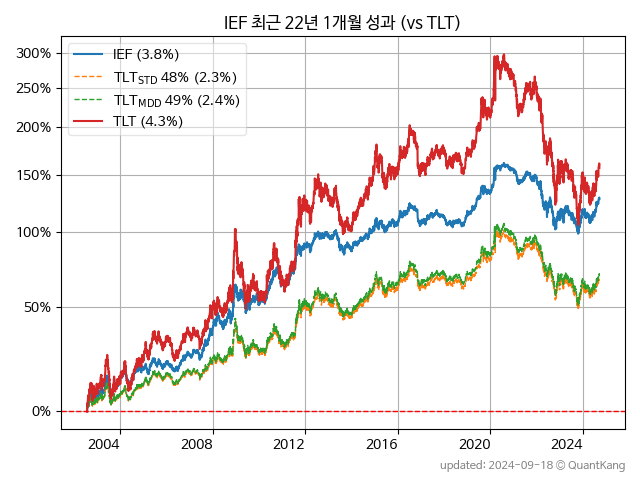 IEF 최근 22년 1개월 성과 (vs TLT)
IEF (3.8%)
TLT_STD 48% (2.3%)
TLT_MDD 49% (2.4%)
TLT (4.3%)
300%
250%
200%
150%
100%
50%
0%
2004 2008 2012 2016 2020 2024
updated: 2024-09-18 © QuantKang